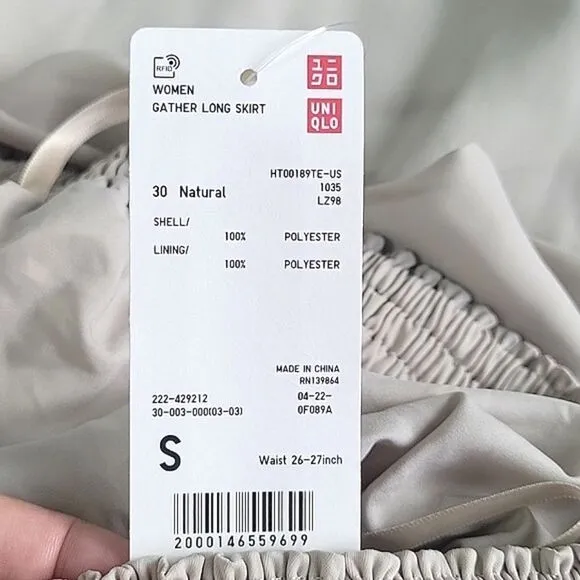 RFID
ユニ
クロ
WOMEN
GATHER LONG SKIRT
UNI
QLO
HT00189TE-US
30 Natural 1035
LZ98
SHELL/
100% POLYESTER
LINING/
100% POLYESTER
MADE IN CHINA
RN139864
222-429212 04-22-
30-003-000(03-03) 0F089A
S Waist 26-27inch
2000146559699